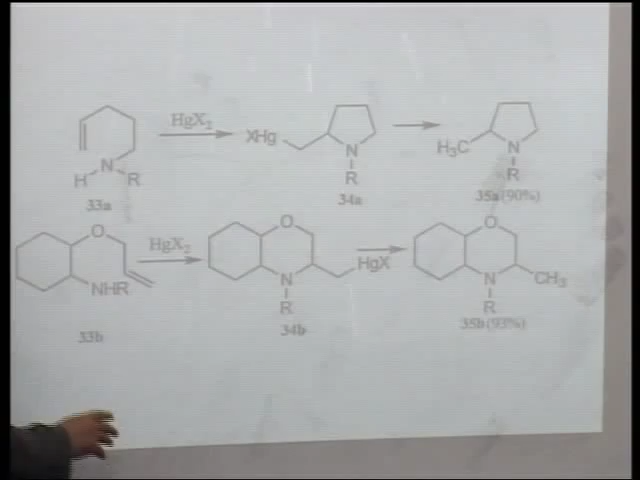 HgX₂
XHg
N
R
H₃C
N
R
N
H
R
33a
34a
35a (90%)
O
NHR
HgX₂
O
N
R
HgX
O
N
R
CH₃
33b
34b
35b (93%)